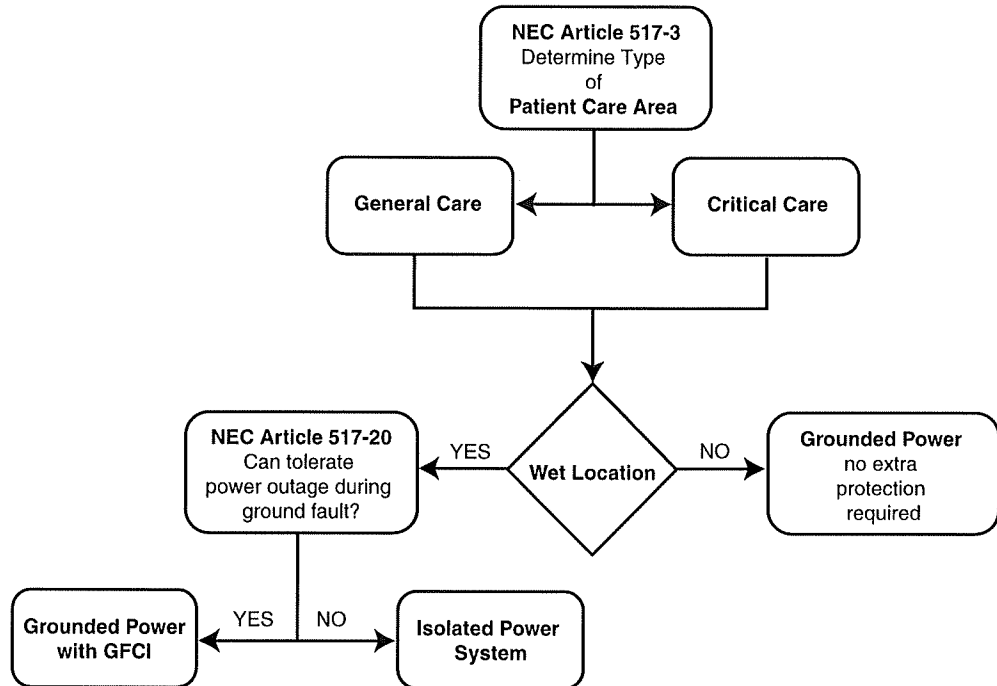 NEC Article 517-3
Determine Type
of
Patient Care Area
General Care
Critical Care
Wet Location
YES
NO
NEC Article 517-20
Can tolerate
power outage during
ground fault?
Grounded Power
no extra
protection
required
YES
NO
Grounded Power
with GFCI
Isolated Power
System